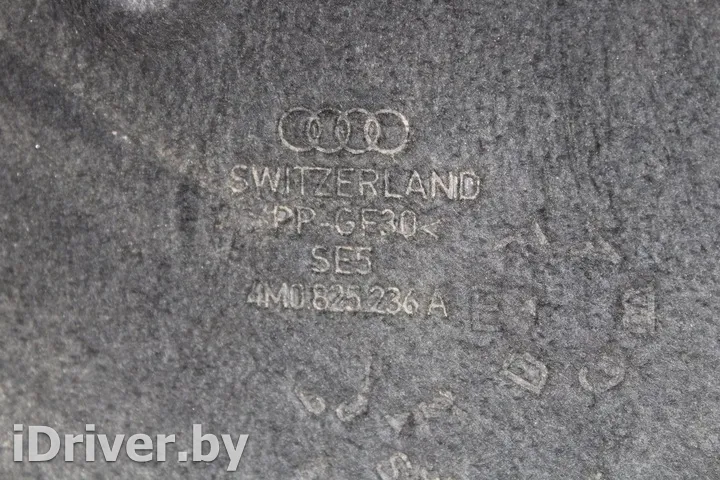 SWITZERLAND
>PP-GF30<
SE5
4M0.825.236 A
iDriver.by